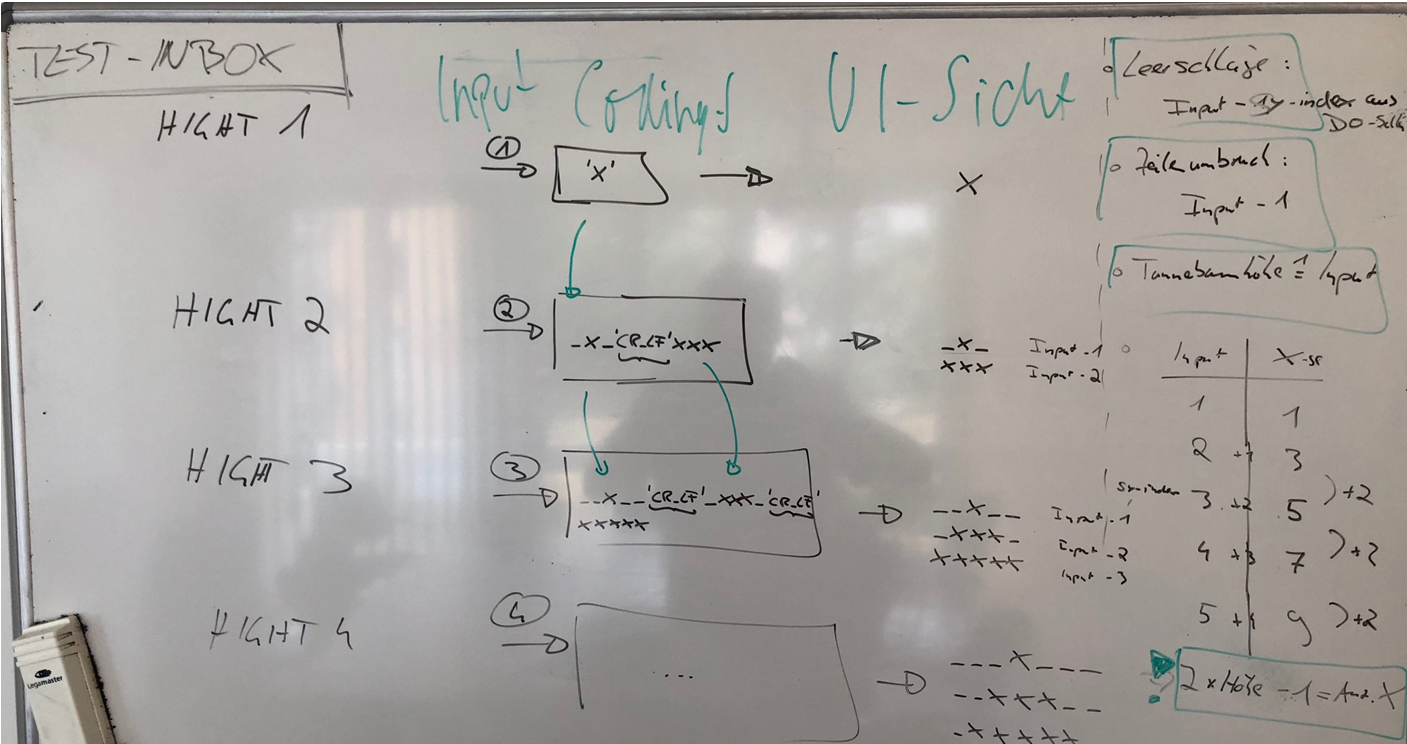 TEST-INBOX
Input Codings
UI-Sicht
HIGHT 1
1
'X'
X
HIGHT 2
2
_X_'CR_LF'XXX
_X_ Input -1
XXX Input -2
HIGHT 3
3
__X__'CR_LF'_XXX_'CR_LF'
XXXXX
__X__ Input -1
_XXX_ Input -2
XXXXX Input -3
HIGHT 4
4
...
___X___
__XXX__
_XXXXX
Leerschläge:
Input - -index aus
DO-
Zeilenumbruch:
Input -1
Tannebaumhöhe = Input
Input X-se
1 1
2 +1 3
3 +2 5 )+2
4 +3 7 )+2
5 +4 9 )+2
2 x Höhe -1 = Anz. X
Legamaster